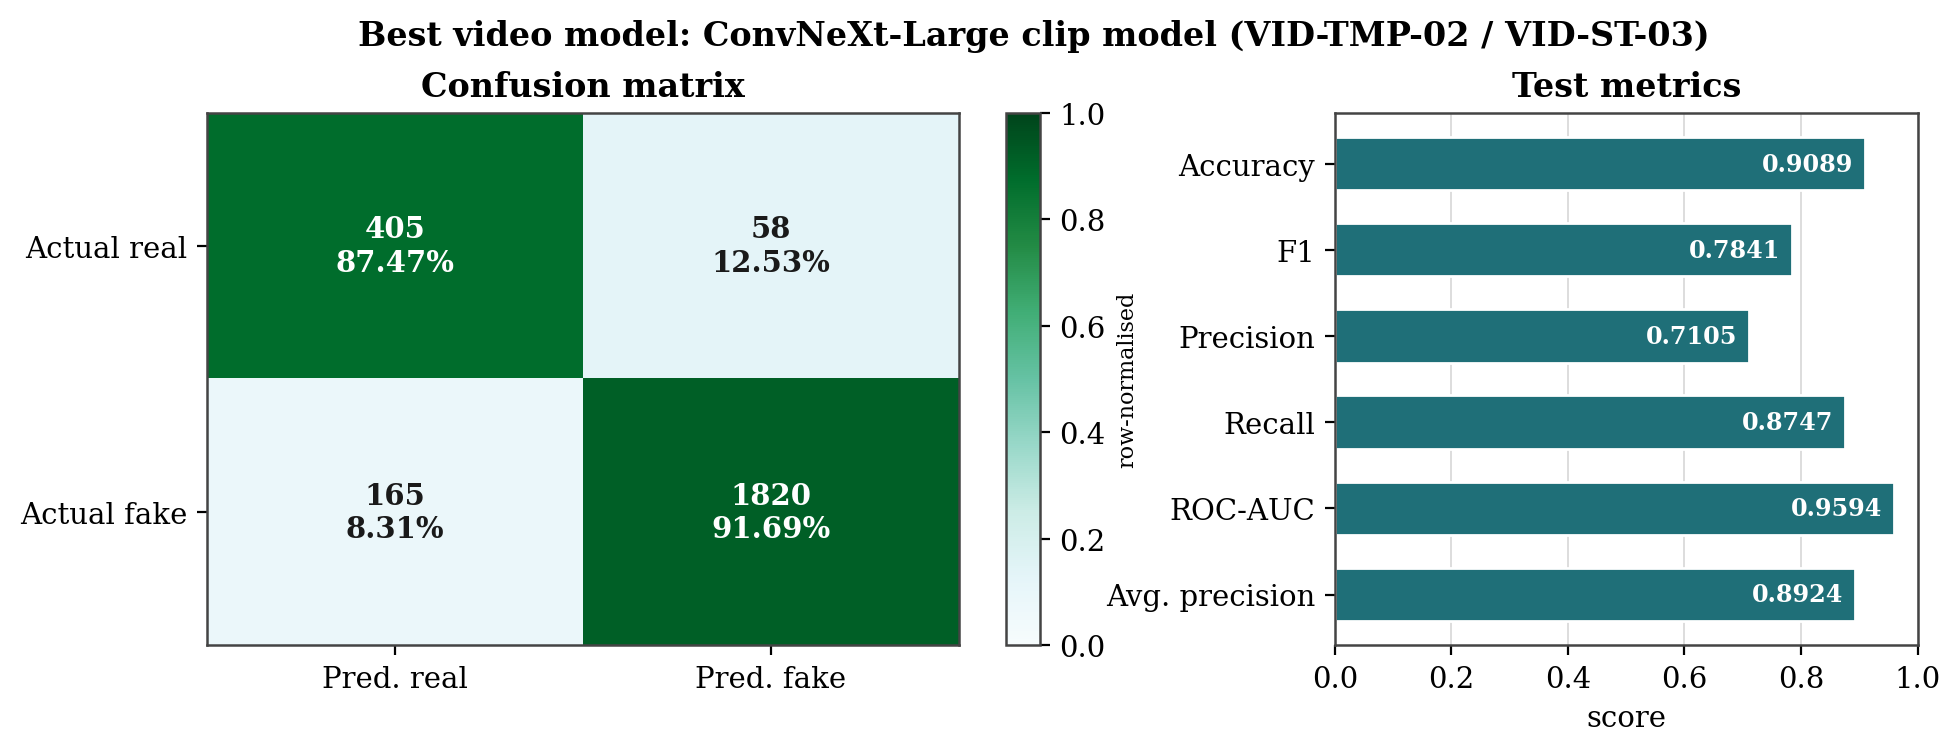 Best video model: ConvNeXt-Large clip model (VID-TMP-02 / VID-ST-03)
Confusion matrix
Actual real
Actual fake
405
87.47%
58
12.53%
165
8.31%
1820
91.69%
Pred. real
Pred. fake
1.0
0.8
0.6
0.4
0.2
0.0
row-normalised
Test metrics
Accuracy
0.9089
F1
0.7841
Precision
0.7105
Recall
0.8747
ROC-AUC
0.9594
Avg. precision
0.8924
0.0
0.2
0.4
0.6
0.8
1.0
score